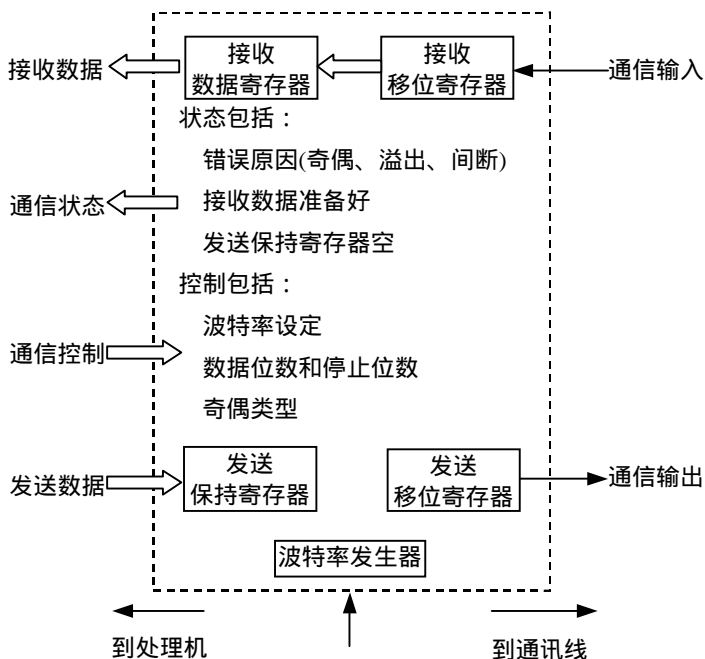 接收
数据寄存器
接收
移位寄存器
接收数据
通信输入
状态包括：
错误原因(奇偶、溢出、间断)
通信状态
接收数据准备好
发送保持寄存器空
控制包括：
波特率设定
通信控制
数据位数和停止位数
奇偶类型
发送
保持寄存器
发送
移位寄存器
发送数据
通信输出
波特率发生器
到处理机
到通讯线